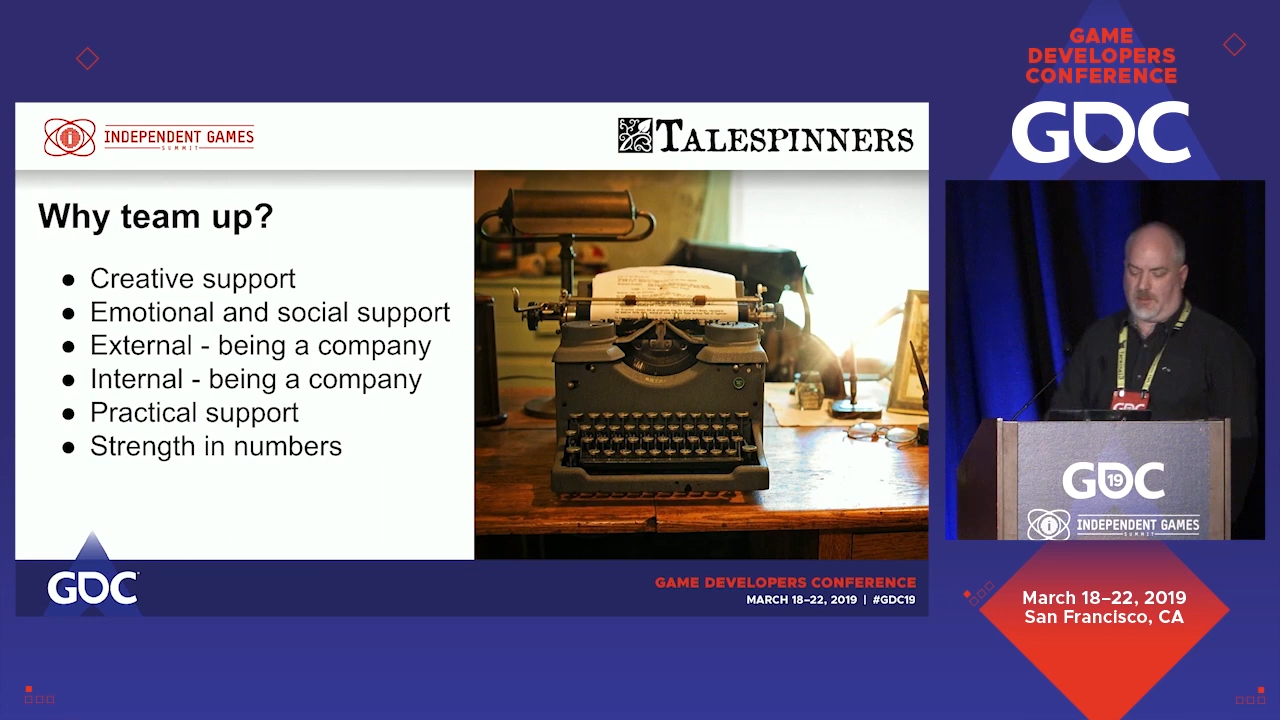 GAME
DEVELOPERS
CONFERENCE
GDC
INDEPENDENT GAMES
SUMMIT
TALESPINNERS
Why team up?
● Creative support
● Emotional and social support
● External - being a company
● Internal - being a company
● Practical support
● Strength in numbers
GDC
GAME DEVELOPERS CONFERENCE
MARCH 18–22, 2019 | #GDC19
GDC
GDC
19
INDEPENDENT GAMES
SUMMIT
March 18–22, 2019
San Francisco, CA